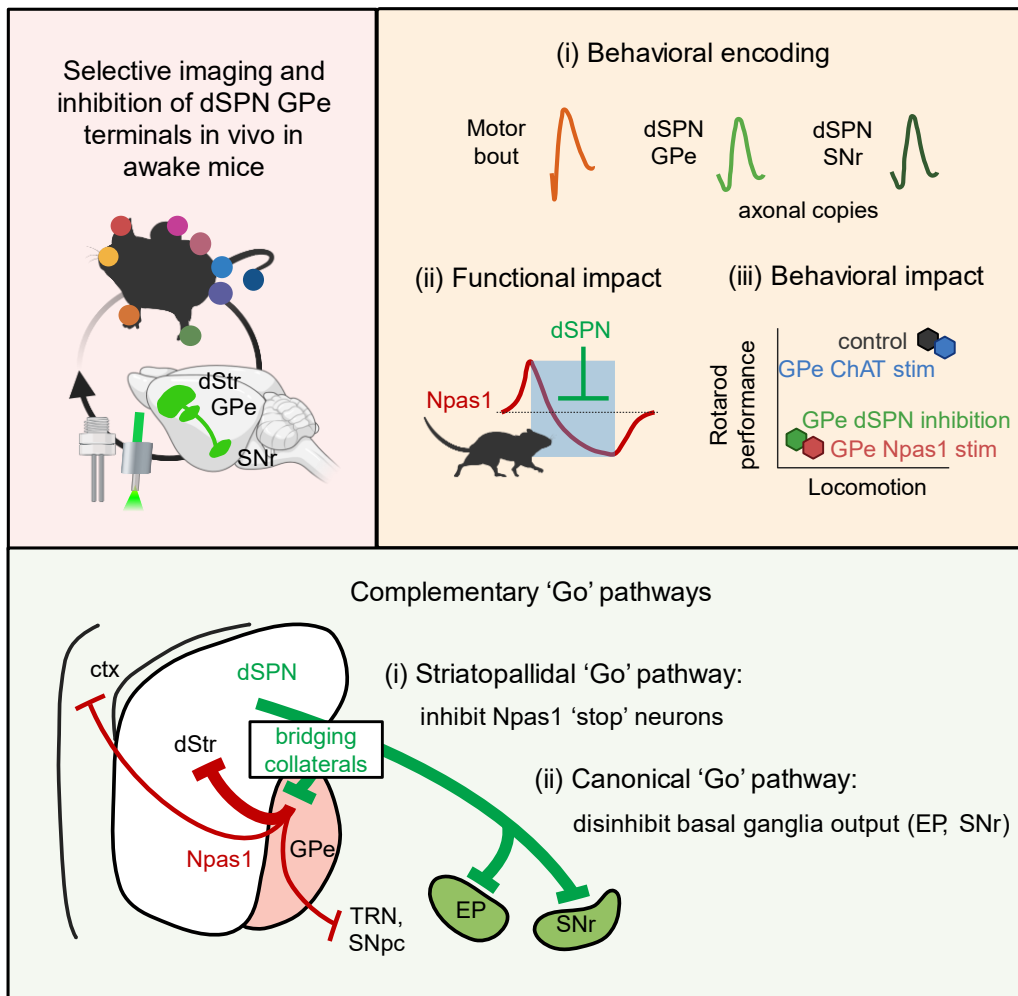 Selective imaging and
inhibition of dSPN GPe
terminals in vivo in
awake mice
dStr
GPe
SNr
(i) Behavioral encoding
Motor
bout
dSPN
GPe
dSPN
SNr
axonal copies
(ii) Functional impact
dSPN
Npas1
(iii) Behavioral impact
Rotarod
performance
control
GPe ChAT stim
GPe dSPN inhibition
GPe Npas1 stim
Locomotion
Complementary ‘Go’ pathways
ctx
dSPN
dStr
bridging
collaterals
Npas1
GPe
TRN,
SNpc
EP
SNr
(i) Striatopallidal ‘Go’ pathway:
inhibit Npas1 ‘stop’ neurons
(ii) Canonical ‘Go’ pathway:
disinhibit basal ganglia output (EP, SNr)